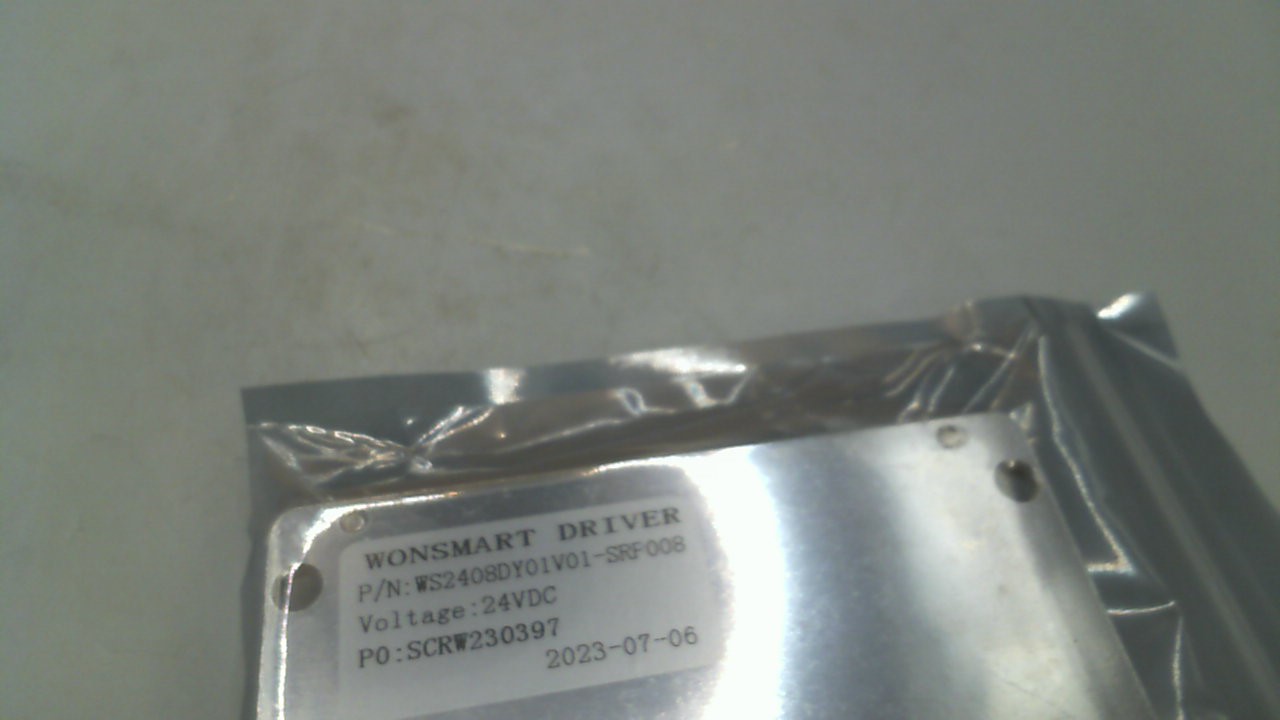 WONSMART DRIVER
P/N:WS2408DY01V01-SRF008
Voltage:24VDC
PO:SCRW230397
2023-07-06